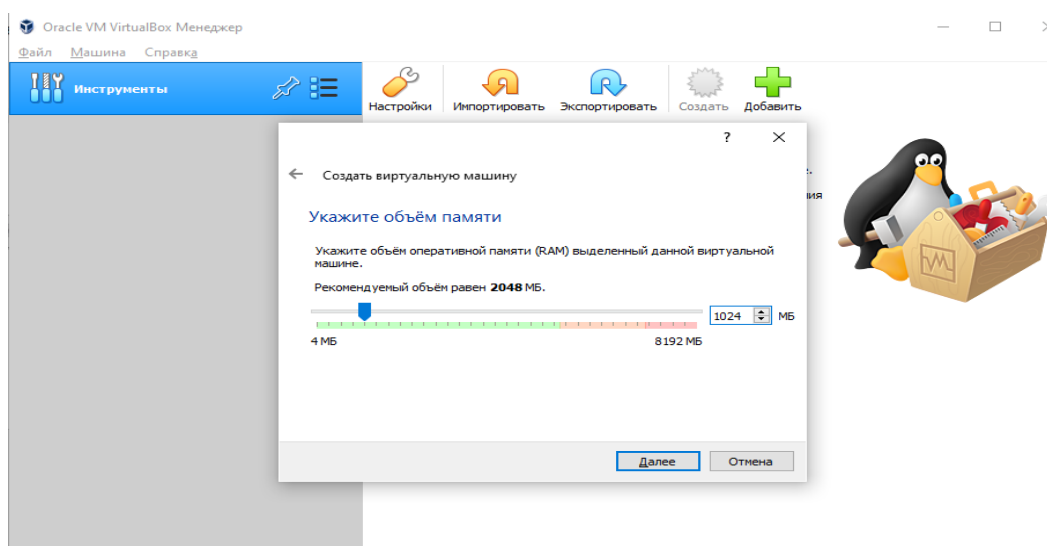 Oracle VM VirtualBox Менеджер
Файл Машина Справка
Инструменты
Настройки Импортировать Экспортировать Создать Добавить
? 
Создать виртуальную машину
Укажите объём памяти
Укажите объём оперативной памяти (RAM) выделенный данной виртуальной
машине.
Рекомендуемый объём равен 2048 МБ.
1024 МБ
4 МБ 8192 МБ
Далее Отмена